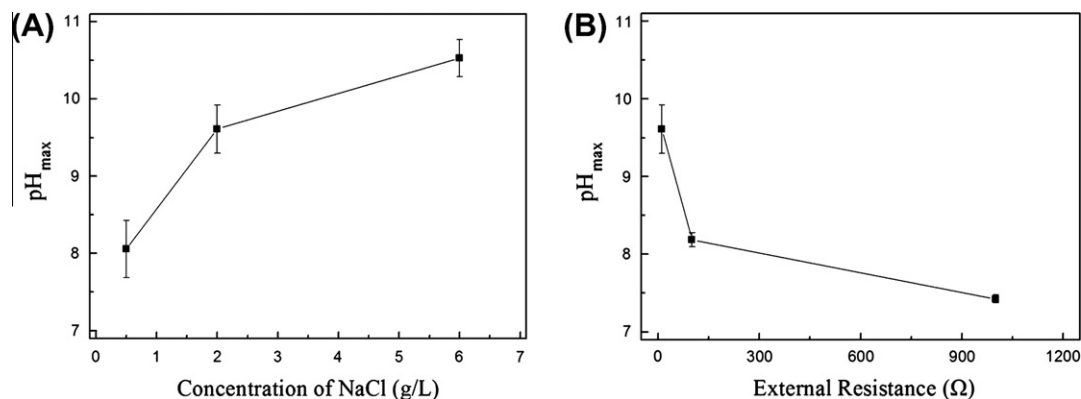 (A)
11
10
9
8
7
pHmax
0 1 2 3 4 5 6 7
Concentration of NaCl (g/L)
(B)
11
10
9
8
7
pHmax
0 300 600 900 1200
External Resistance (Ω)